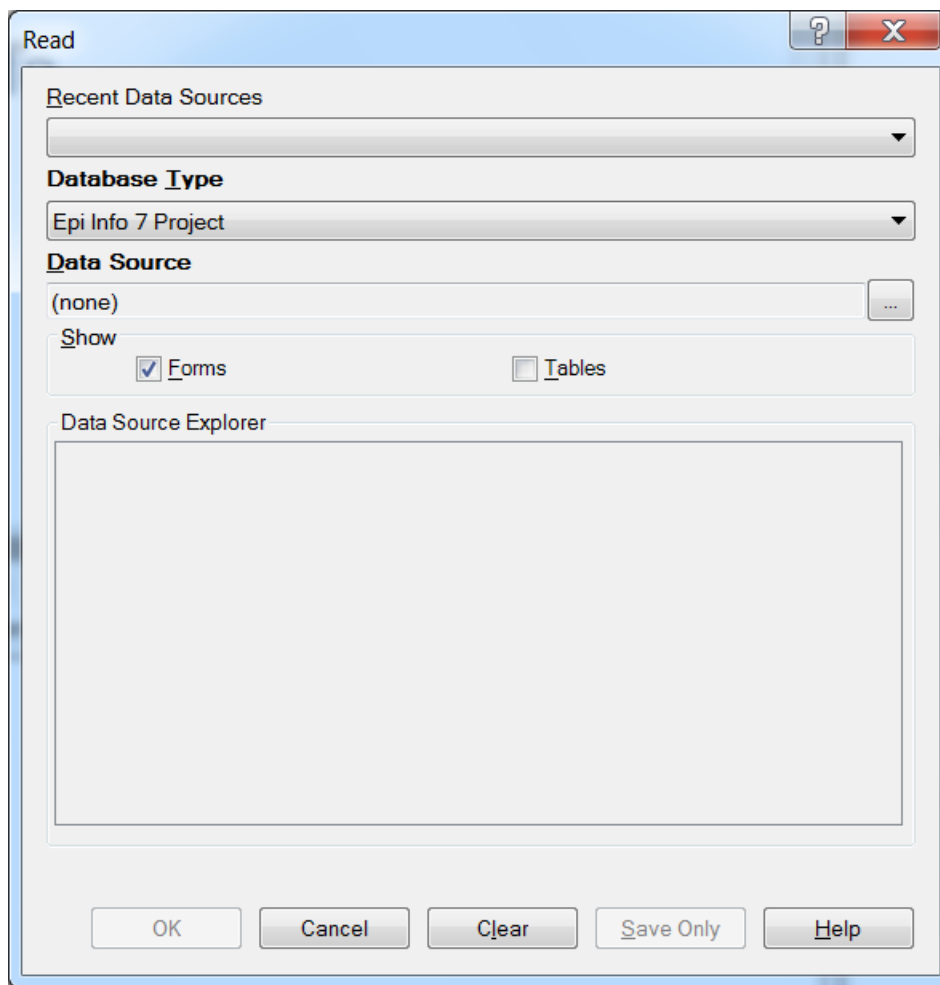 Read
Recent Data Sources
Database Type
Epi Info 7 Project
Data Source
(none) ...
Show
Forms Tables
Data Source Explorer
OK Cancel Clear Save Only Help